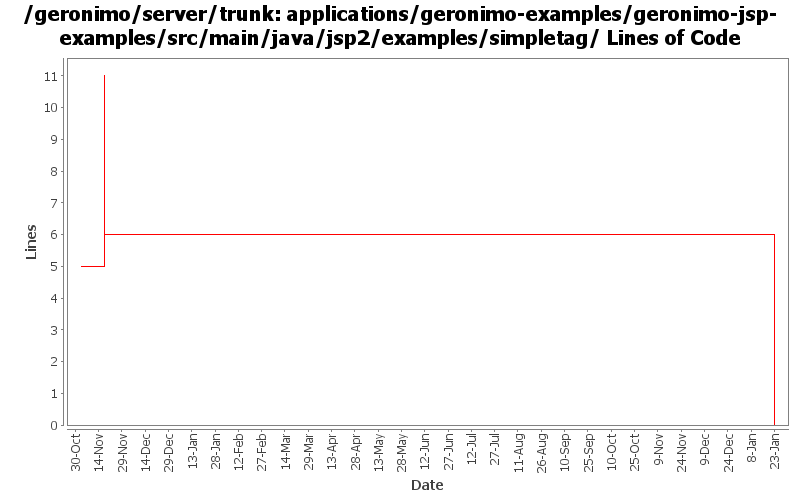 /geronimo/server/trunk: applications/geronimo-examples/geronimo-jsp-
examples/src/main/java/jsp2/examples/simpletag/ Lines of Code
11
10
9
8
7
6
5
4
3
2
1
0
Lines
30-Oct
14-Nov
29-Nov
14-Dec
29-Dec
13-Jan
28-Jan
12-Feb
27-Feb
14-Mar
29-Mar
13-Apr
28-Apr
13-May
28-May
12-Jun
27-Jun
12-Jul
27-Jul
11-Aug
26-Aug
10-Sep
25-Sep
10-Oct
25-Oct
9-Nov
24-Nov
9-Dec
24-Dec
8-Jan
23-Jan
Date